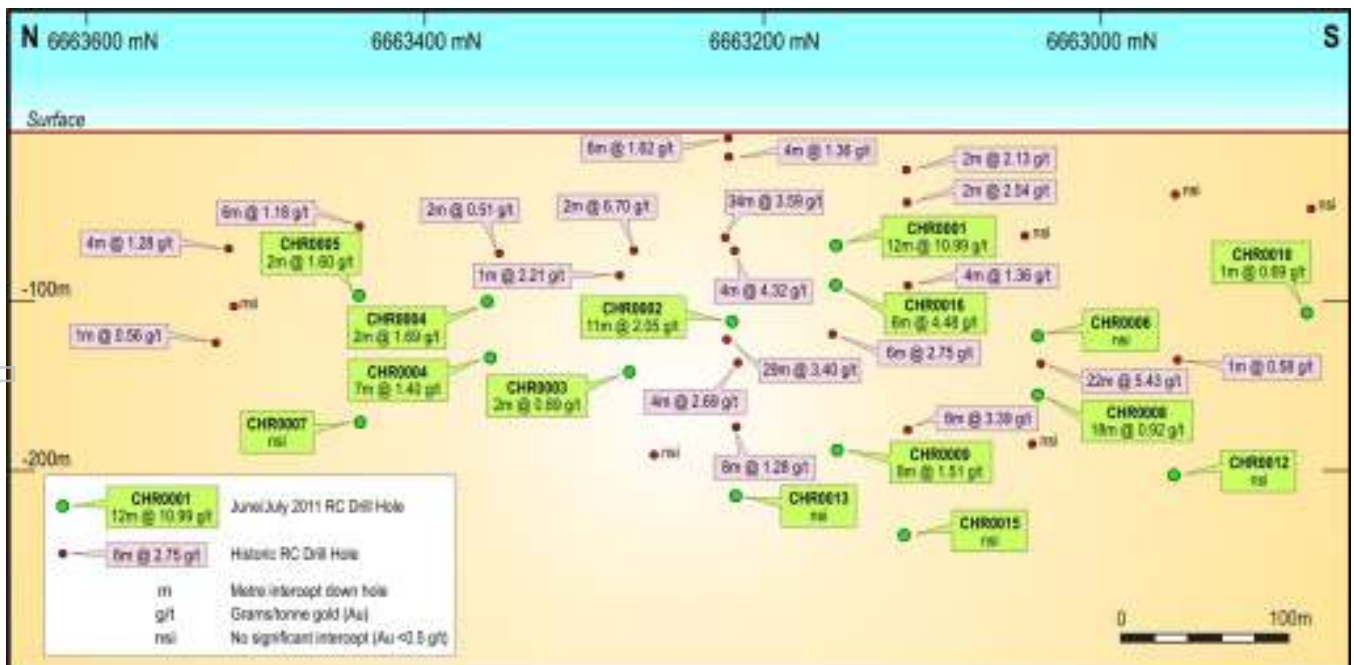 N 6663600 mN 6663400 mN 6663200 mN 6663000 mN S
Surface
6m @ 1.62 g/t
4m @ 1.36 g/t
2m @ 2.13 g/t
2m @ 2.54 g/t
nsi
nsi
6m @ 1.18 g/t
2m @ 0.51 g/t
2m @ 6.70 g/t
34m @ 3.59 g/t
4m @ 1.28 g/t
CHR0005
2m @ 1.60 g/t
CHR0001
12m @ 10.99 g/t
nsi
CHR0010
1m @ 0.89 g/t
1m @ 2.21 g/t
4m @ 4.32 g/t
4m @ 1.36 g/t
-100m
nsi
CHR0004
2m @ 1.69 g/t
CHR0002
11m @ 2.05 g/t
CHR0016
6m @ 4.48 g/t
CHR0006
nsi
1m @ 0.56 g/t
6m @ 2.75 g/t
CHR0004
7m @ 1.40 g/t
CHR0003
2m @ 0.89 g/t
28m @ 3.40 g/t
22m @ 5.43 g/t
1m @ 0.58 g/t
4m @ 2.69 g/t
CHR0007
nsi
CHR0008
18m @ 0.92 g/t
nsi
8m @ 1.28 g/t
CHR0009
8m @ 1.51 g/t
nsi
CHR0012
nsi
-200m
CHR0013
nsi
CHR0015
nsi
CHR0001
12m @ 10.99 g/t
June/July 2011 RC Drill Hole
6m @ 2.75 g/t
Historic RC Drill Hole
m Metre intercept down hole
g/t Grams/tonne gold (Au)
nsi No significant intercept (Au <0.5 g/t)
0 100m